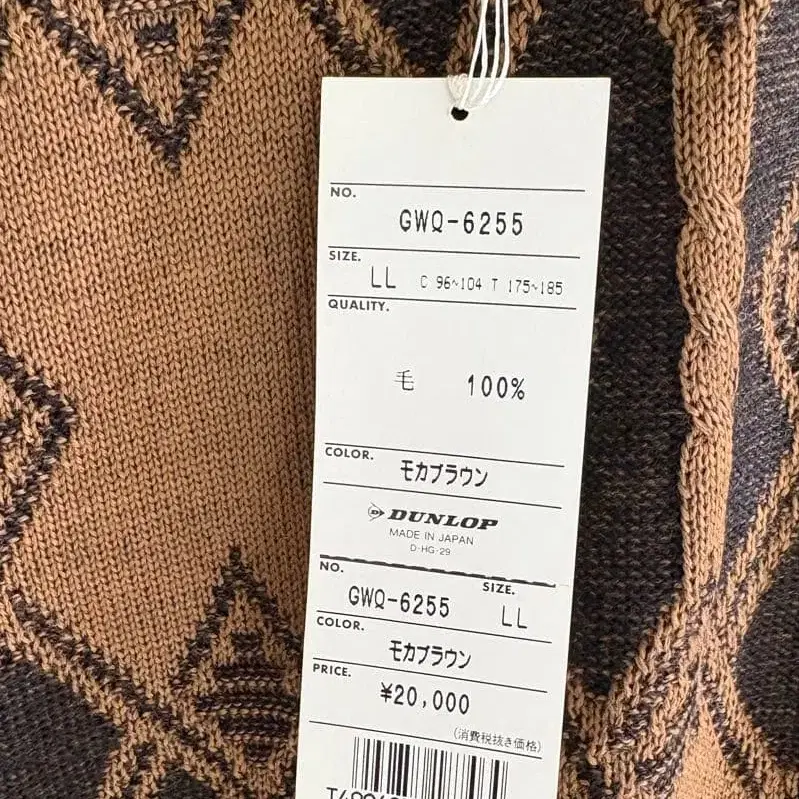 NO.
GWQ-6255
SIZE.
LL C 96~104 T 175~185
QUALITY.
毛 100%
COLOR.
モカブラウン
DUNLOP
MADE IN JAPAN
D-HG-29
NO.
SIZE.
GWQ-6255 LL
COLOR.
モカブラウン
PRICE.
¥20,000
(消費税抜き価格)